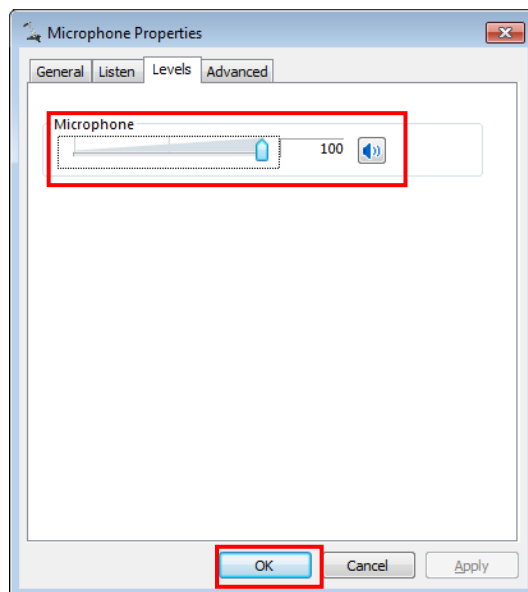 Microphone Properties
General Listen Levels Advanced
Microphone
100
OK Cancel Apply